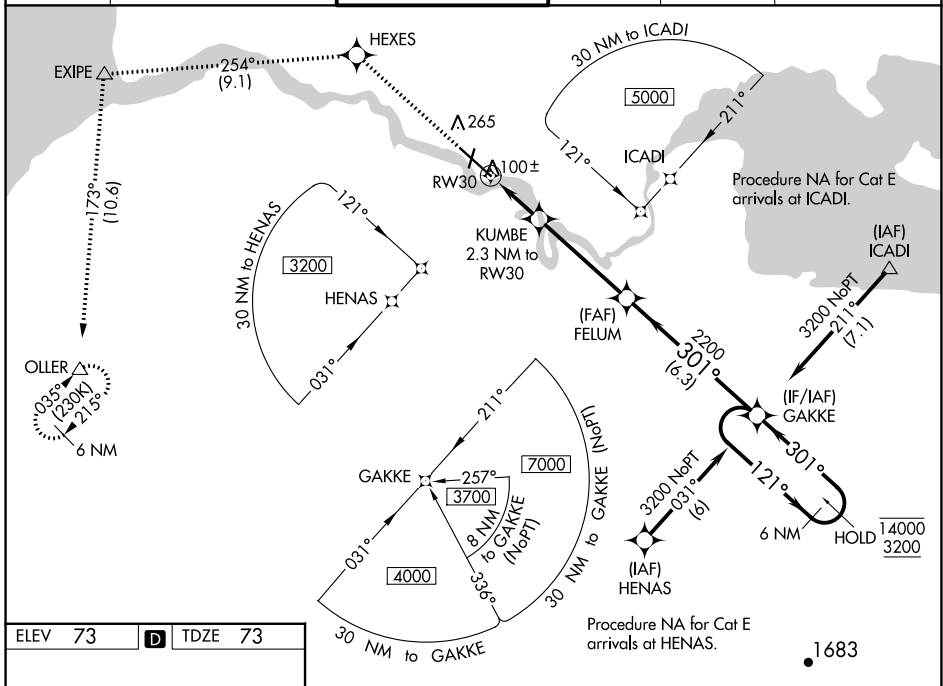 HEXES
EXIPE
254°
(9.1)
30 NM to ICADI
5000
265
211°
121°
ICADI
100±
RW30
Procedure NA for Cat E
arrivals at ICADI.
173°
(10.6)
121°
30 NM to HENAS
3200
HENAS
031°
KUMBE
2.3 NM to
RW30
(IAF)
ICADI
3200 NoPT
211°
(7.1)
(FAF)
FELUM
2200
301°
(6.3)
(IF/IAF)
GAKKE
OLLER
035°
(230K)
215°
6 NM
211°
30 NM to GAKKE (NoPT)
7000
GAKKE
257°
3700
8 NM
to GAKKE
(NoPT)
301°
121°
3200 NoPT
031°
(6)
6 NM
HOLD
14000
3200
031°
4000
336°
(IAF)
HENAS
30 NM to GAKKE
Procedure NA for Cat E
arrivals at HENAS.
1683
ELEV 73 D TDZE 73